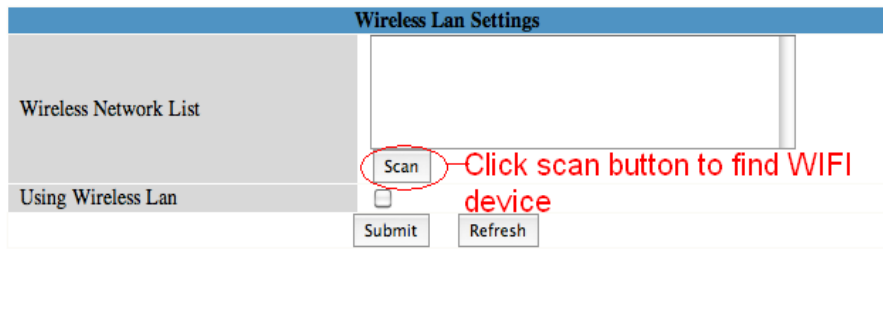 Wireless Lan Settings
Wireless Network List
Scan
Click scan button to find WIFI
device
Using Wireless Lan
Submit Refresh